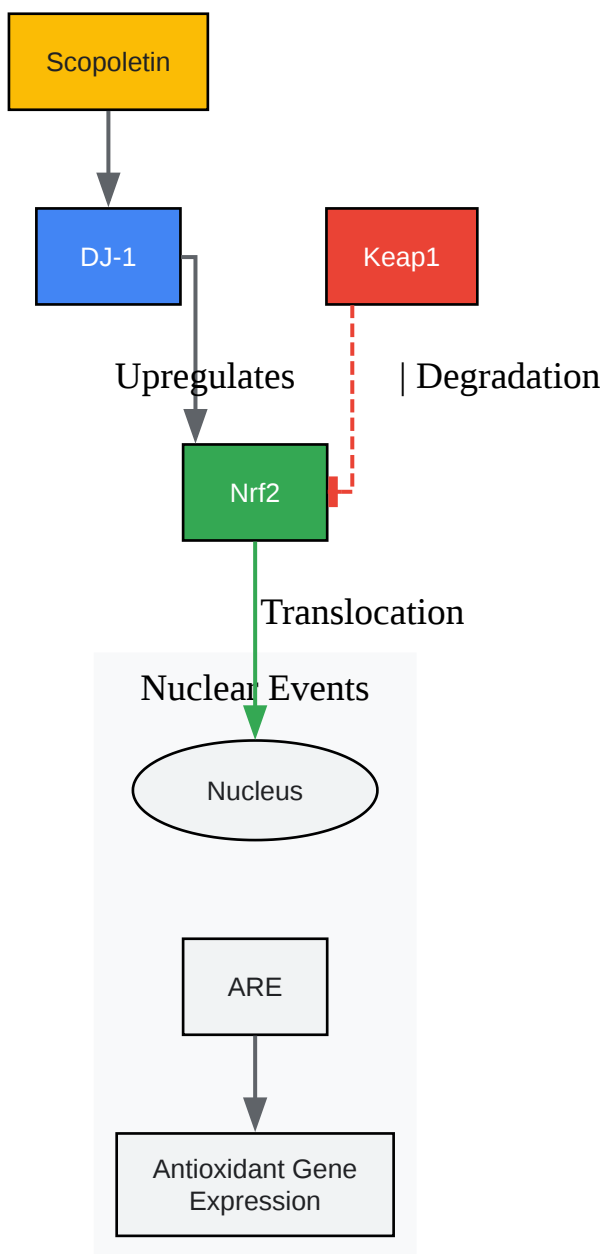 Scopoletin
DJ-1
Keap1
Upregulates
| Degradation
Nrf2
Translocation
Nuclear Events
Nucleus
ARE
Antioxidant Gene
Expression